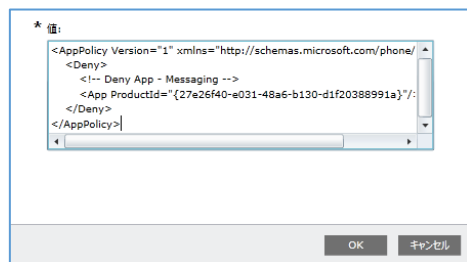 * 値:
<AppPolicy Version="1" xmlns="http://schemas.microsoft.com/phone/
<Deny>
<!-- Deny App - Messaging -->
<App ProductId="{27e26f40-e031-48a6-b130-d1f20388991a}"/
</Deny>
</AppPolicy>
OK キャンセル